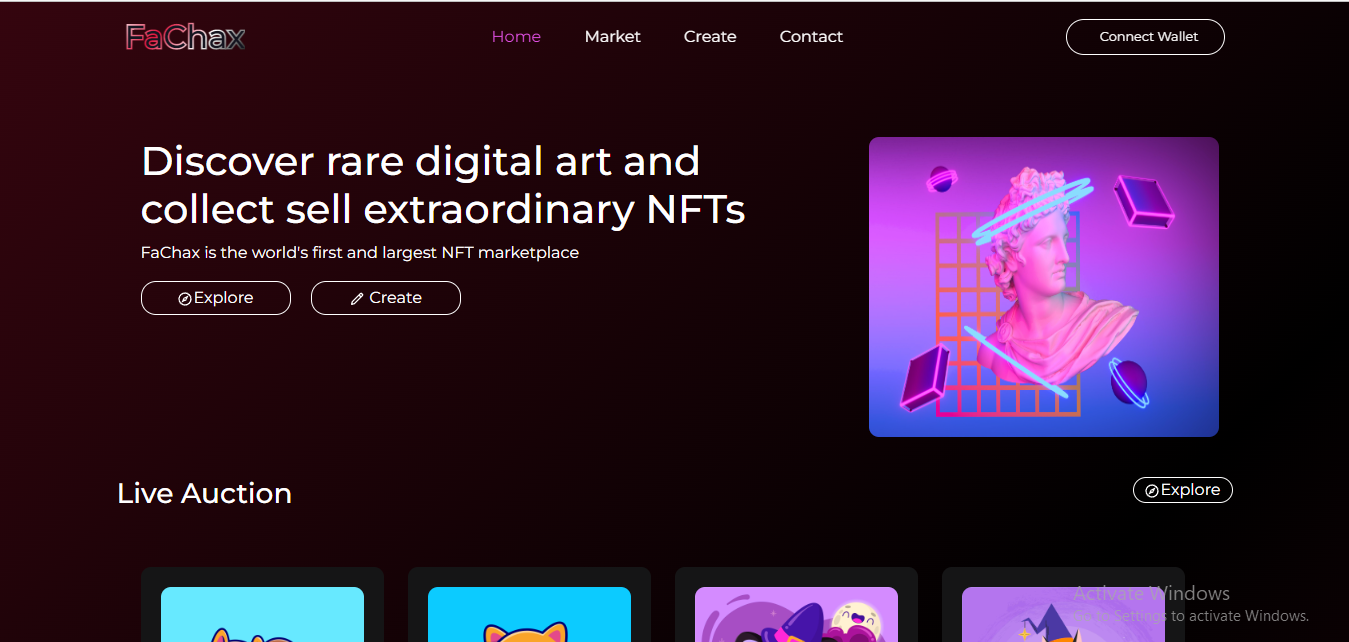 FaChax
Home Market Create Contact
Connect Wallet
Discover rare digital art and
collect sell extraordinary NFTs
FaChax is the world's first and largest NFT marketplace
Explore Create
Live Auction
Explore
Activate Windows
Go to Settings to activate Windows.